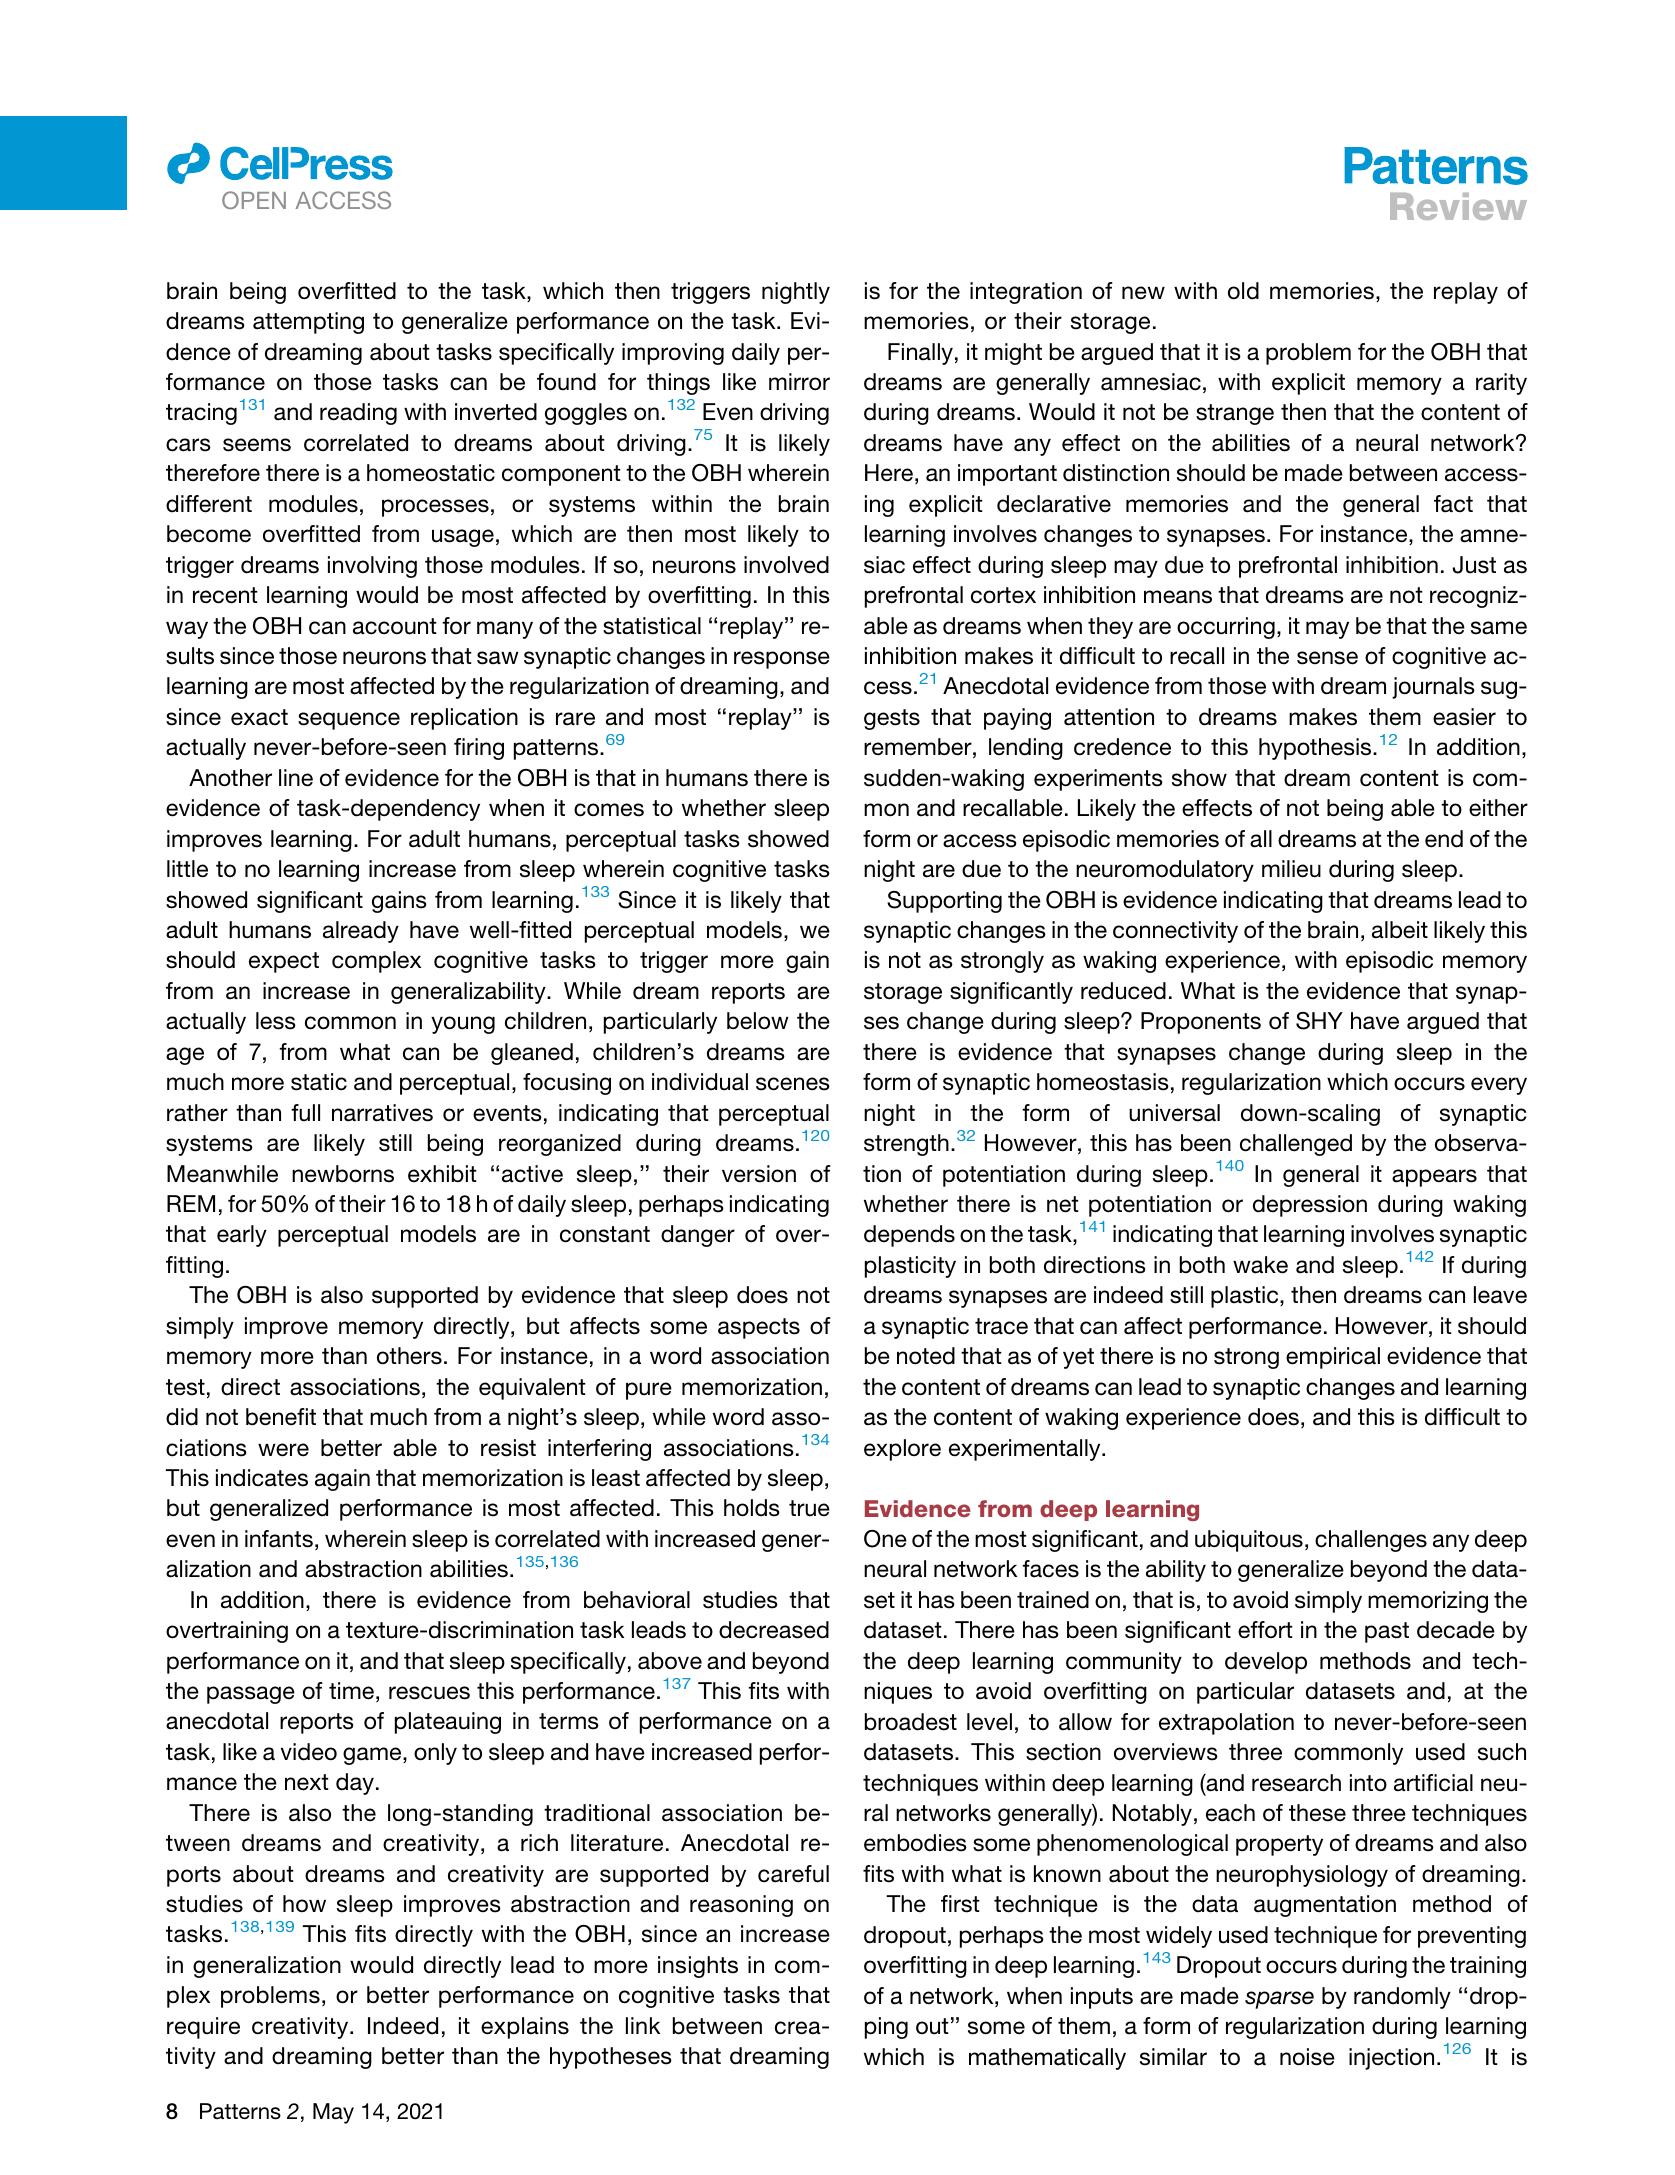 CellPress
OPEN ACCESS
Patterns
Review
brain being overfitted to the task, which then triggers nightly
dreams attempting to generalize performance on the task. Evi-
dence of dreaming about tasks specifically improving daily per-
formance on those tasks can be found for things like mirror
tracing131 and reading with inverted goggles on.132 Even driving
cars seems correlated to dreams about driving.75 It is likely
therefore there is a homeostatic component to the OBH wherein
different modules, processes, or systems within the brain
become overfitted from usage, which are then most likely to
trigger dreams involving those modules. If so, neurons involved
in recent learning would be most affected by overfitting. In this
way the OBH can account for many of the statistical ‘‘replay’’ re-
sults since those neurons that saw synaptic changes in response
learning are most affected by the regularization of dreaming, and
since exact sequence replication is rare and most ‘‘replay’’ is
actually never-before-seen firing patterns.69
Another line of evidence for the OBH is that in humans there is
evidence of task-dependency when it comes to whether sleep
improves learning. For adult humans, perceptual tasks showed
little to no learning increase from sleep wherein cognitive tasks
showed significant gains from learning.133 Since it is likely that
adult humans already have well-fitted perceptual models, we
should expect complex cognitive tasks to trigger more gain
from an increase in generalizability. While dream reports are
actually less common in young children, particularly below the
age of 7, from what can be gleaned, children’s dreams are
much more static and perceptual, focusing on individual scenes
rather than full narratives or events, indicating that perceptual
systems are likely still being reorganized during dreams.120
Meanwhile newborns exhibit ‘‘active sleep,’’ their version of
REM, for 50% of their 16 to 18 h of daily sleep, perhaps indicating
that early perceptual models are in constant danger of over-
fitting.
The OBH is also supported by evidence that sleep does not
simply improve memory directly, but affects some aspects of
memory more than others. For instance, in a word association
test, direct associations, the equivalent of pure memorization,
did not benefit that much from a night’s sleep, while word asso-
ciations were better able to resist interfering associations.134
This indicates again that memorization is least affected by sleep,
but generalized performance is most affected. This holds true
even in infants, wherein sleep is correlated with increased gener-
alization and abstraction abilities.135,136
In addition, there is evidence from behavioral studies that
overtraining on a texture-discrimination task leads to decreased
performance on it, and that sleep specifically, above and beyond
the passage of time, rescues this performance.137 This fits with
anecdotal reports of plateauing in terms of performance on a
task, like a video game, only to sleep and have increased perfor-
mance the next day.
There is also the long-standing traditional association be-
tween dreams and creativity, a rich literature. Anecdotal re-
ports about dreams and creativity are supported by careful
studies of how sleep improves abstraction and reasoning on
tasks.138,139 This fits directly with the OBH, since an increase
in generalization would directly lead to more insights in com-
plex problems, or better performance on cognitive tasks that
require creativity. Indeed, it explains the link between crea-
tivity and dreaming better than the hypotheses that dreaming
is for the integration of new with old memories, the replay of
memories, or their storage.
Finally, it might be argued that it is a problem for the OBH that
dreams are generally amnesiac, with explicit memory a rarity
during dreams. Would it not be strange then that the content of
dreams have any effect on the abilities of a neural network?
Here, an important distinction should be made between access-
ing explicit declarative memories and the general fact that
learning involves changes to synapses. For instance, the amne-
siac effect during sleep may due to prefrontal inhibition. Just as
prefrontal cortex inhibition means that dreams are not recogniz-
able as dreams when they are occurring, it may be that the same
inhibition makes it difficult to recall in the sense of cognitive ac-
cess.21 Anecdotal evidence from those with dream journals sug-
gests that paying attention to dreams makes them easier to
remember, lending credence to this hypothesis.12 In addition,
sudden-waking experiments show that dream content is com-
mon and recallable. Likely the effects of not being able to either
form or access episodic memories of all dreams at the end of the
night are due to the neuromodulatory milieu during sleep.
Supporting the OBH is evidence indicating that dreams lead to
synaptic changes in the connectivity of the brain, albeit likely this
is not as strongly as waking experience, with episodic memory
storage significantly reduced. What is the evidence that synap-
ses change during sleep? Proponents of SHY have argued that
there is evidence that synapses change during sleep in the
form of synaptic homeostasis, regularization which occurs every
night in the form of universal down-scaling of synaptic
strength.32 However, this has been challenged by the observa-
tion of potentiation during sleep.140 In general it appears that
whether there is net potentiation or depression during waking
depends on the task,141 indicating that learning involves synaptic
plasticity in both directions in both wake and sleep.142 If during
dreams synapses are indeed still plastic, then dreams can leave
a synaptic trace that can affect performance. However, it should
be noted that as of yet there is no strong empirical evidence that
the content of dreams can lead to synaptic changes and learning
as the content of waking experience does, and this is difficult to
explore experimentally.
Evidence from deep learning
One of the most significant, and ubiquitous, challenges any deep
neural network faces is the ability to generalize beyond the data-
set it has been trained on, that is, to avoid simply memorizing the
dataset. There has been significant effort in the past decade by
the deep learning community to develop methods and tech-
niques to avoid overfitting on particular datasets and, at the
broadest level, to allow for extrapolation to never-before-seen
datasets. This section overviews three commonly used such
techniques within deep learning (and research into artificial neu-
ral networks generally). Notably, each of these three techniques
embodies some phenomenological property of dreams and also
fits with what is known about the neurophysiology of dreaming.
The first technique is the data augmentation method of
dropout, perhaps the most widely used technique for preventing
overfitting in deep learning.143 Dropout occurs during the training
of a network, when inputs are made sparse by randomly ‘‘drop-
ping out’’ some of them, a form of regularization during learning
which is mathematically similar to a noise injection.126 It is
8 Patterns 2, May 14, 2021